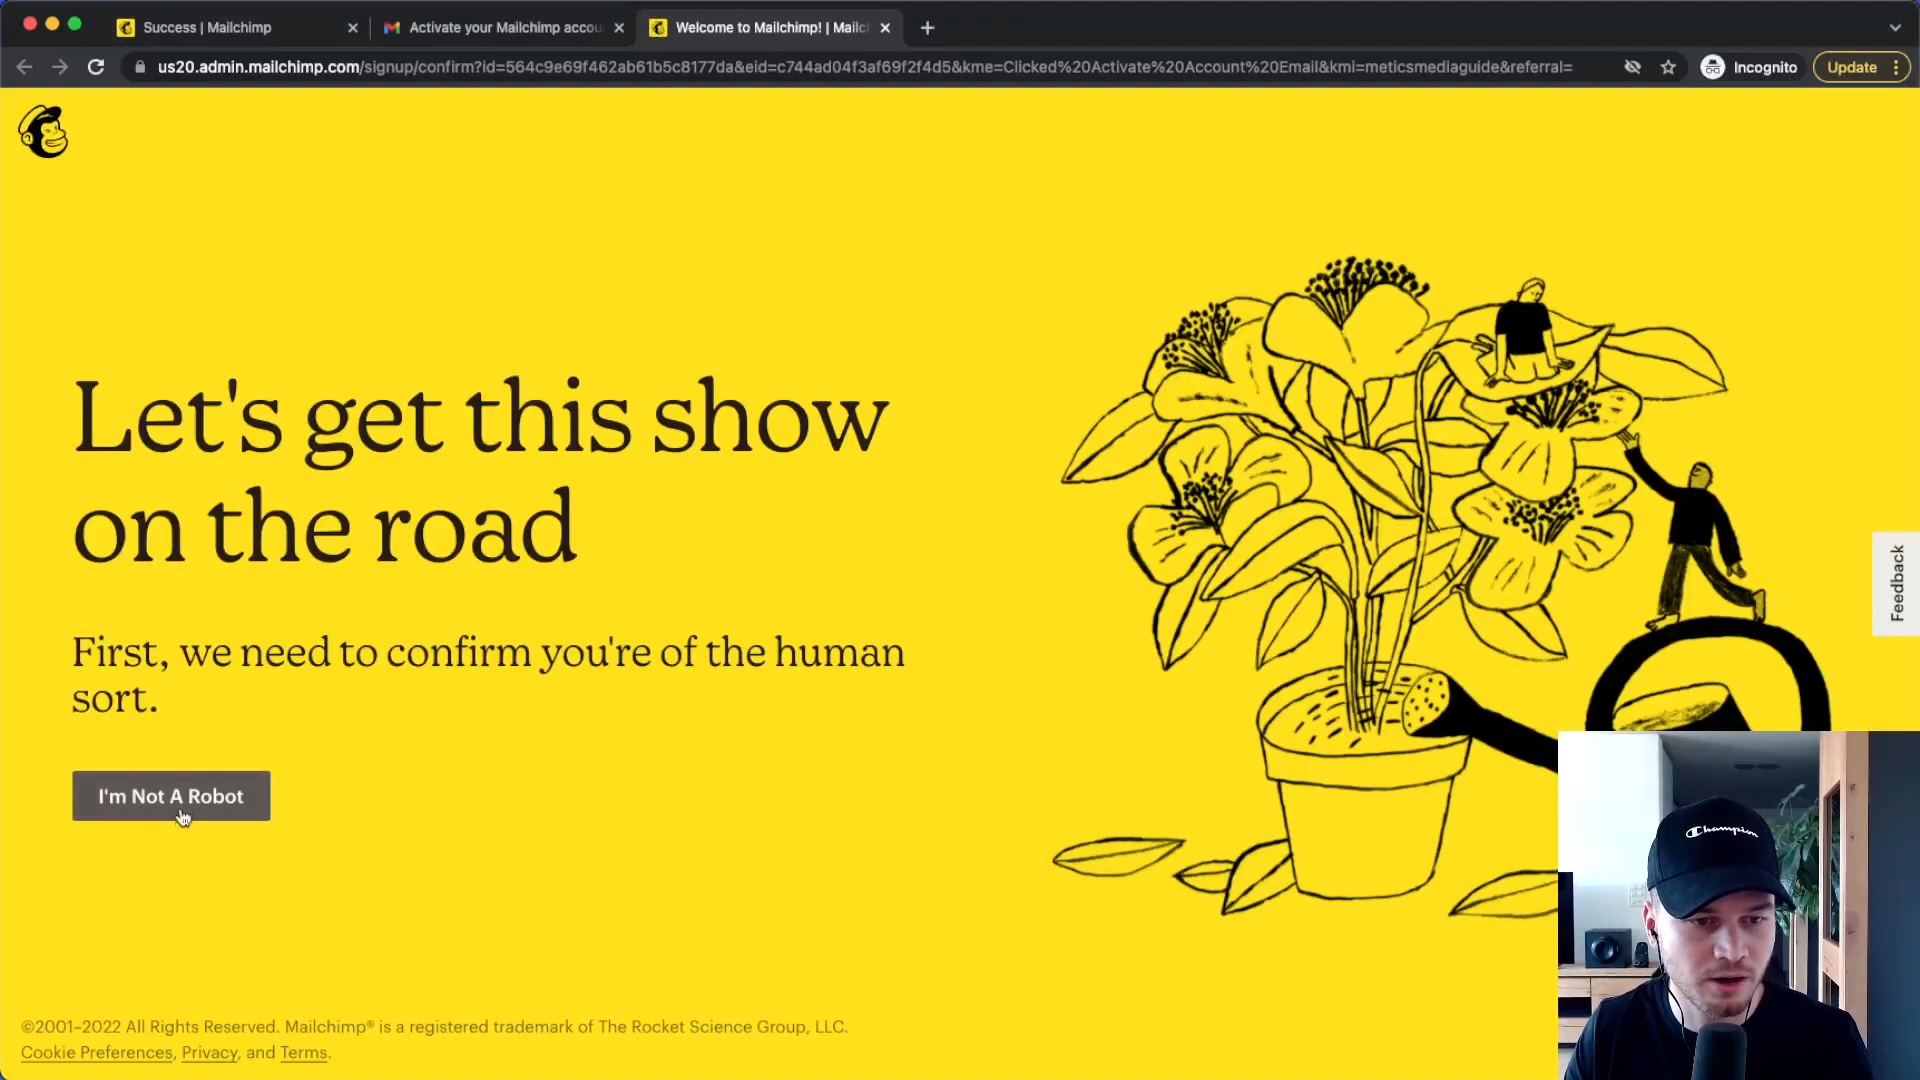 Success | Mailchimp
Activate your Mailchimp accou
Welcome to Mailchimp! | Mailc
us20.admin.mailchimp.com/signup/confirm?id=564c9e69f462ab61b5c8177da&eid=c744ad04f3af69f2f4d5&kme=Clicked%20Activate%20Account%20Email&kmi=meticsmediaguide&referral=
Incognito
Update
Let's get this show
on the road
First, we need to confirm you're of the human
sort.
I'm Not A Robot
Feedback
Champion
©2001–2022 All Rights Reserved. Mailchimp® is a registered trademark of The Rocket Science Group, LLC.
Cookie Preferences, Privacy, and Terms.